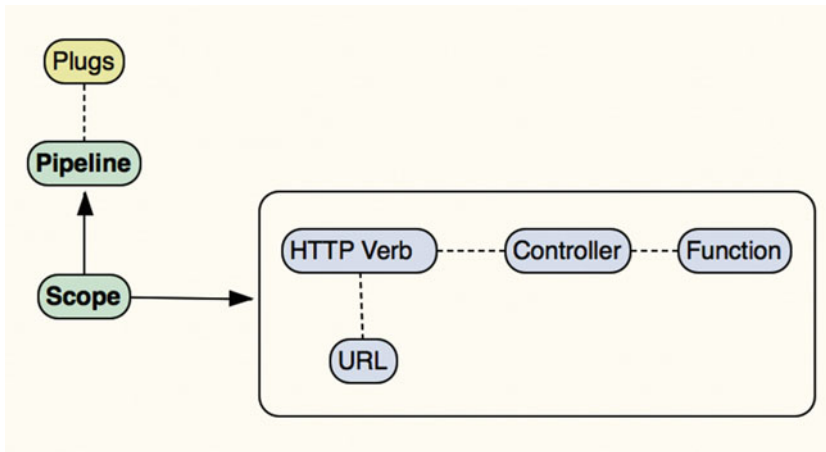 Plugs
Pipeline
Scope
HTTP Verb
Controller
Function
URL